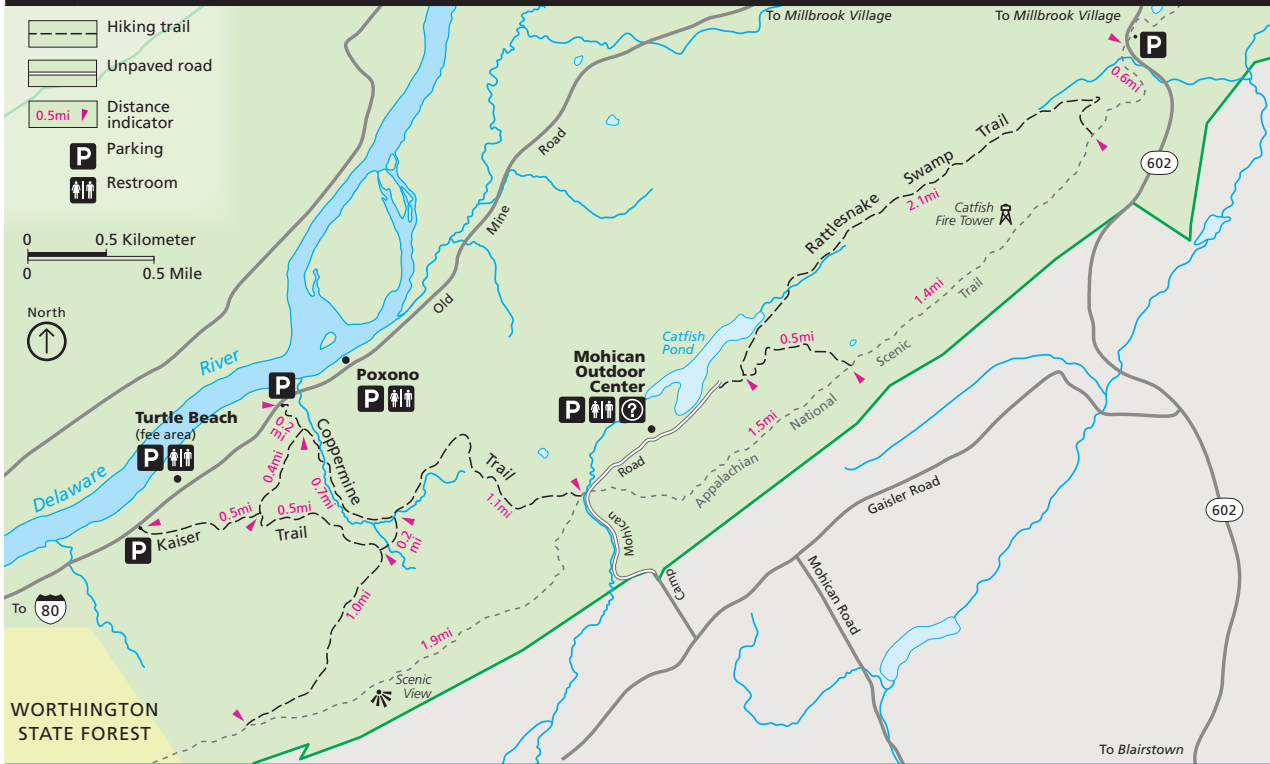 Hiking trail
Unpaved road
0.5mi
Distance
indicator
P
Parking
Restroom
0
0.5 Kilometer
0
0.5 Mile
North
To Millbrook Village
To Millbrook Village
P
0.6mi
602
Old
Mine
Road
Rattlesnake
Swamp
Trail
2.1mi
Catfish
Fire Tower
1.4mi
Trail
Scenic
National
Appalachian
1.5mi
0.5mi
Catfish
Pond
Mohican
Outdoor
Center
P
?
River
Delaware
P
Poxono
P
Turtle Beach
(fee area)
P
0.2
mi
Coppermine
0.4mi
0.7mi
Trail
1.1mi
0.5mi
0.5mi
Kaiser
Trail
P
0.2
mi
1.0mi
1.9mi
Scenic
View
Road
Mohican
Camp
Gaisler Road
Mohican Road
602
To 80
WORTHINGTON
STATE FOREST
To Blairstown